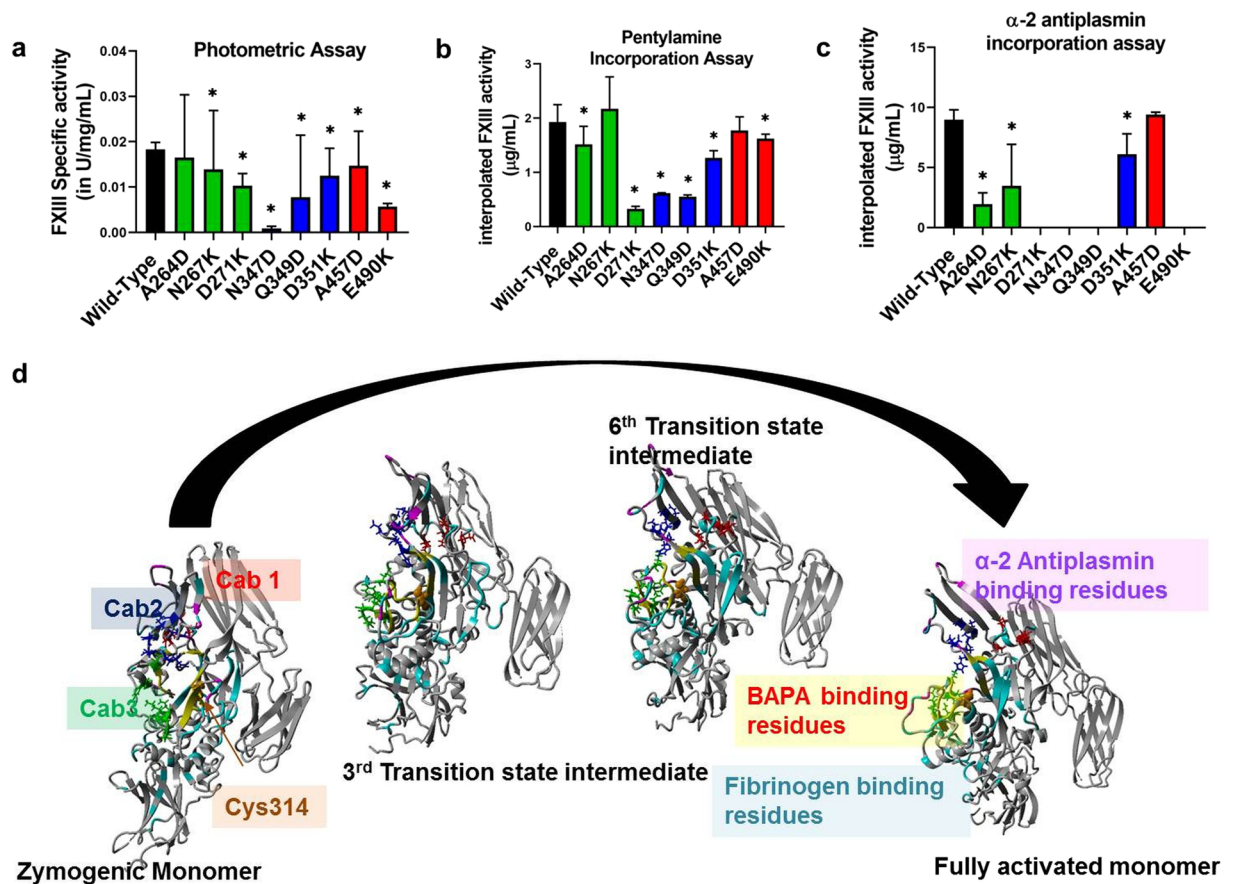 a
Photometric Assay
FXIII Specific activity
(in U/mg/mL)
0.04
0.03
0.02
0.01
0.00
* * * * * * *
Wild-Type
A264D
N267K
D271K
N347D
Q349D
D351K
A457D
E490K
b
Pentylamine
Incorporation Assay
interpolated FXIII activity
(µg/mL)
3
2
1
0
* * * * * *
Wild-Type
A264D
N267K
D271K
N347D
Q349D
D351K
A457D
E490K
c
α-2 antiplasmin
incorporation assay
interpolated FXIII activity
(µg/mL)
15
10
5
0
* * *
Wild-Type
A264D
N267K
D271K
N347D
Q349D
D351K
A457D
E490K
d
6th Transition state
intermediate
Cab 1
Cab2
Cab3
Cys314
Zymogenic Monomer
3rd Transition state intermediate
α-2 Antiplasmin
binding residues
BAPA binding
residues
Fibrinogen binding
residues
Fully activated monomer